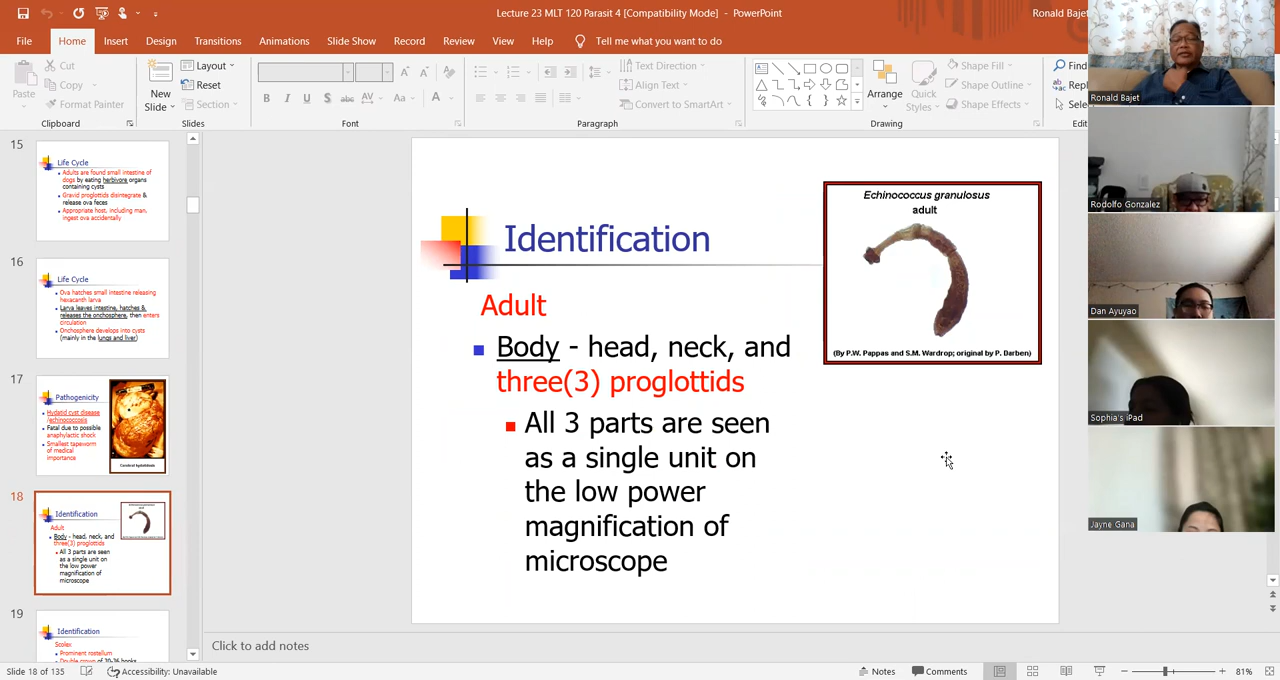 Lecture 23 MLT 120 Parasit 4 [Compatibility Mode] - PowerPoint
Ronald Bajet
File Home Insert Design Transitions Animations Slide Show Record Review View Help Tell me what you want to do
Paste
Cut
Copy
Format Painter
Clipboard
New Slide
Layout
Reset
Section
Slides
B I U S abc AV Aa A
Font
Text Direction
Align Text
Convert to SmartArt
Paragraph
Arrange
Quick Styles
Shape Fill
Shape Outline
Shape Effects
Drawing
Find
Repl
Sele
Edit
15
Life Cycle
Adults are found small intestine of
dogs by eating herbivore organs
containing cysts
Gravid proglottids disintegrate &
release ova feces
Appropriate host, including man,
ingest ova accidentally
16
Life Cycle
Ova hatches small intestine releasing
hexacanth larva
Larva leaves intestine, hatches &
releases the onchosphere, then enters
circulation
Onchosphere develops into cysts
(mainly in the lungs and liver)
17
Pathogenicity
Hydatid cyst disease
/echinococcosis
Fatal due to possible
anaphylactic shock
Smallest tapeworm
of medical
importance
18
Identification
Adult
Body - head, neck, and
three(3) proglottids
All 3 parts are seen
as a single unit on
the low power
magnification of
microscope
19
Identification
Scolex
Prominent rostellum
Identification
Adult
Body - head, neck, and
three(3) proglottids
All 3 parts are seen
as a single unit on
the low power
magnification of
microscope
Echinococcus granulosus
adult
(By P.W. Pappas and S.M. Wardrop; original by P. Darben)
Ronald Bajet
Rodolfo Gonzalez
Dan Ayuyao
Sophia's iPad
Jayne Gana
Click to add notes
Slide 18 of 135
Accessibility: Unavailable
Notes
Comments
81%